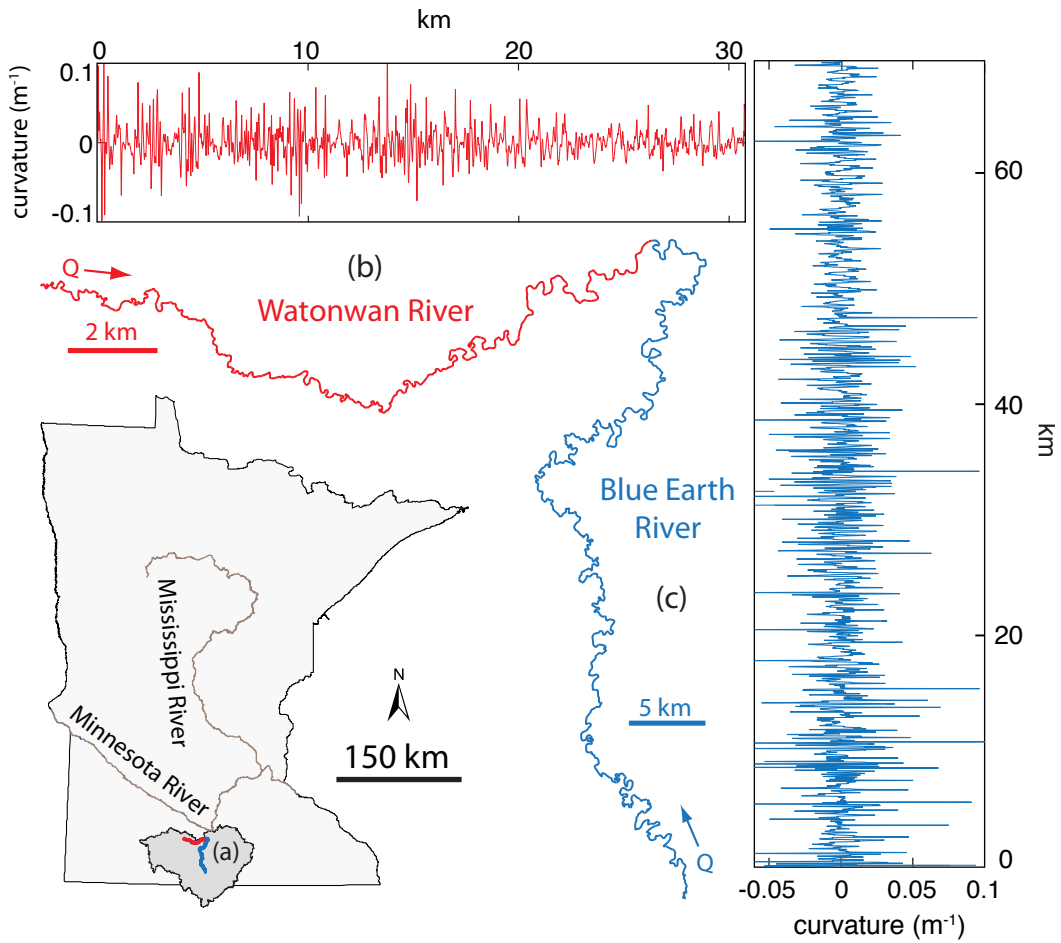 km
0 10 20 30
curvature (m⁻¹)
0.1
0
-0.1
Q
(b)
Watonwan River
2 km
60
40
km
20
0
Blue Earth
River
(c)
5 km
Q
Mississippi River
Minnesota River
N
150 km
(a)
-0.05 0 0.05 0.1
curvature (m⁻¹)